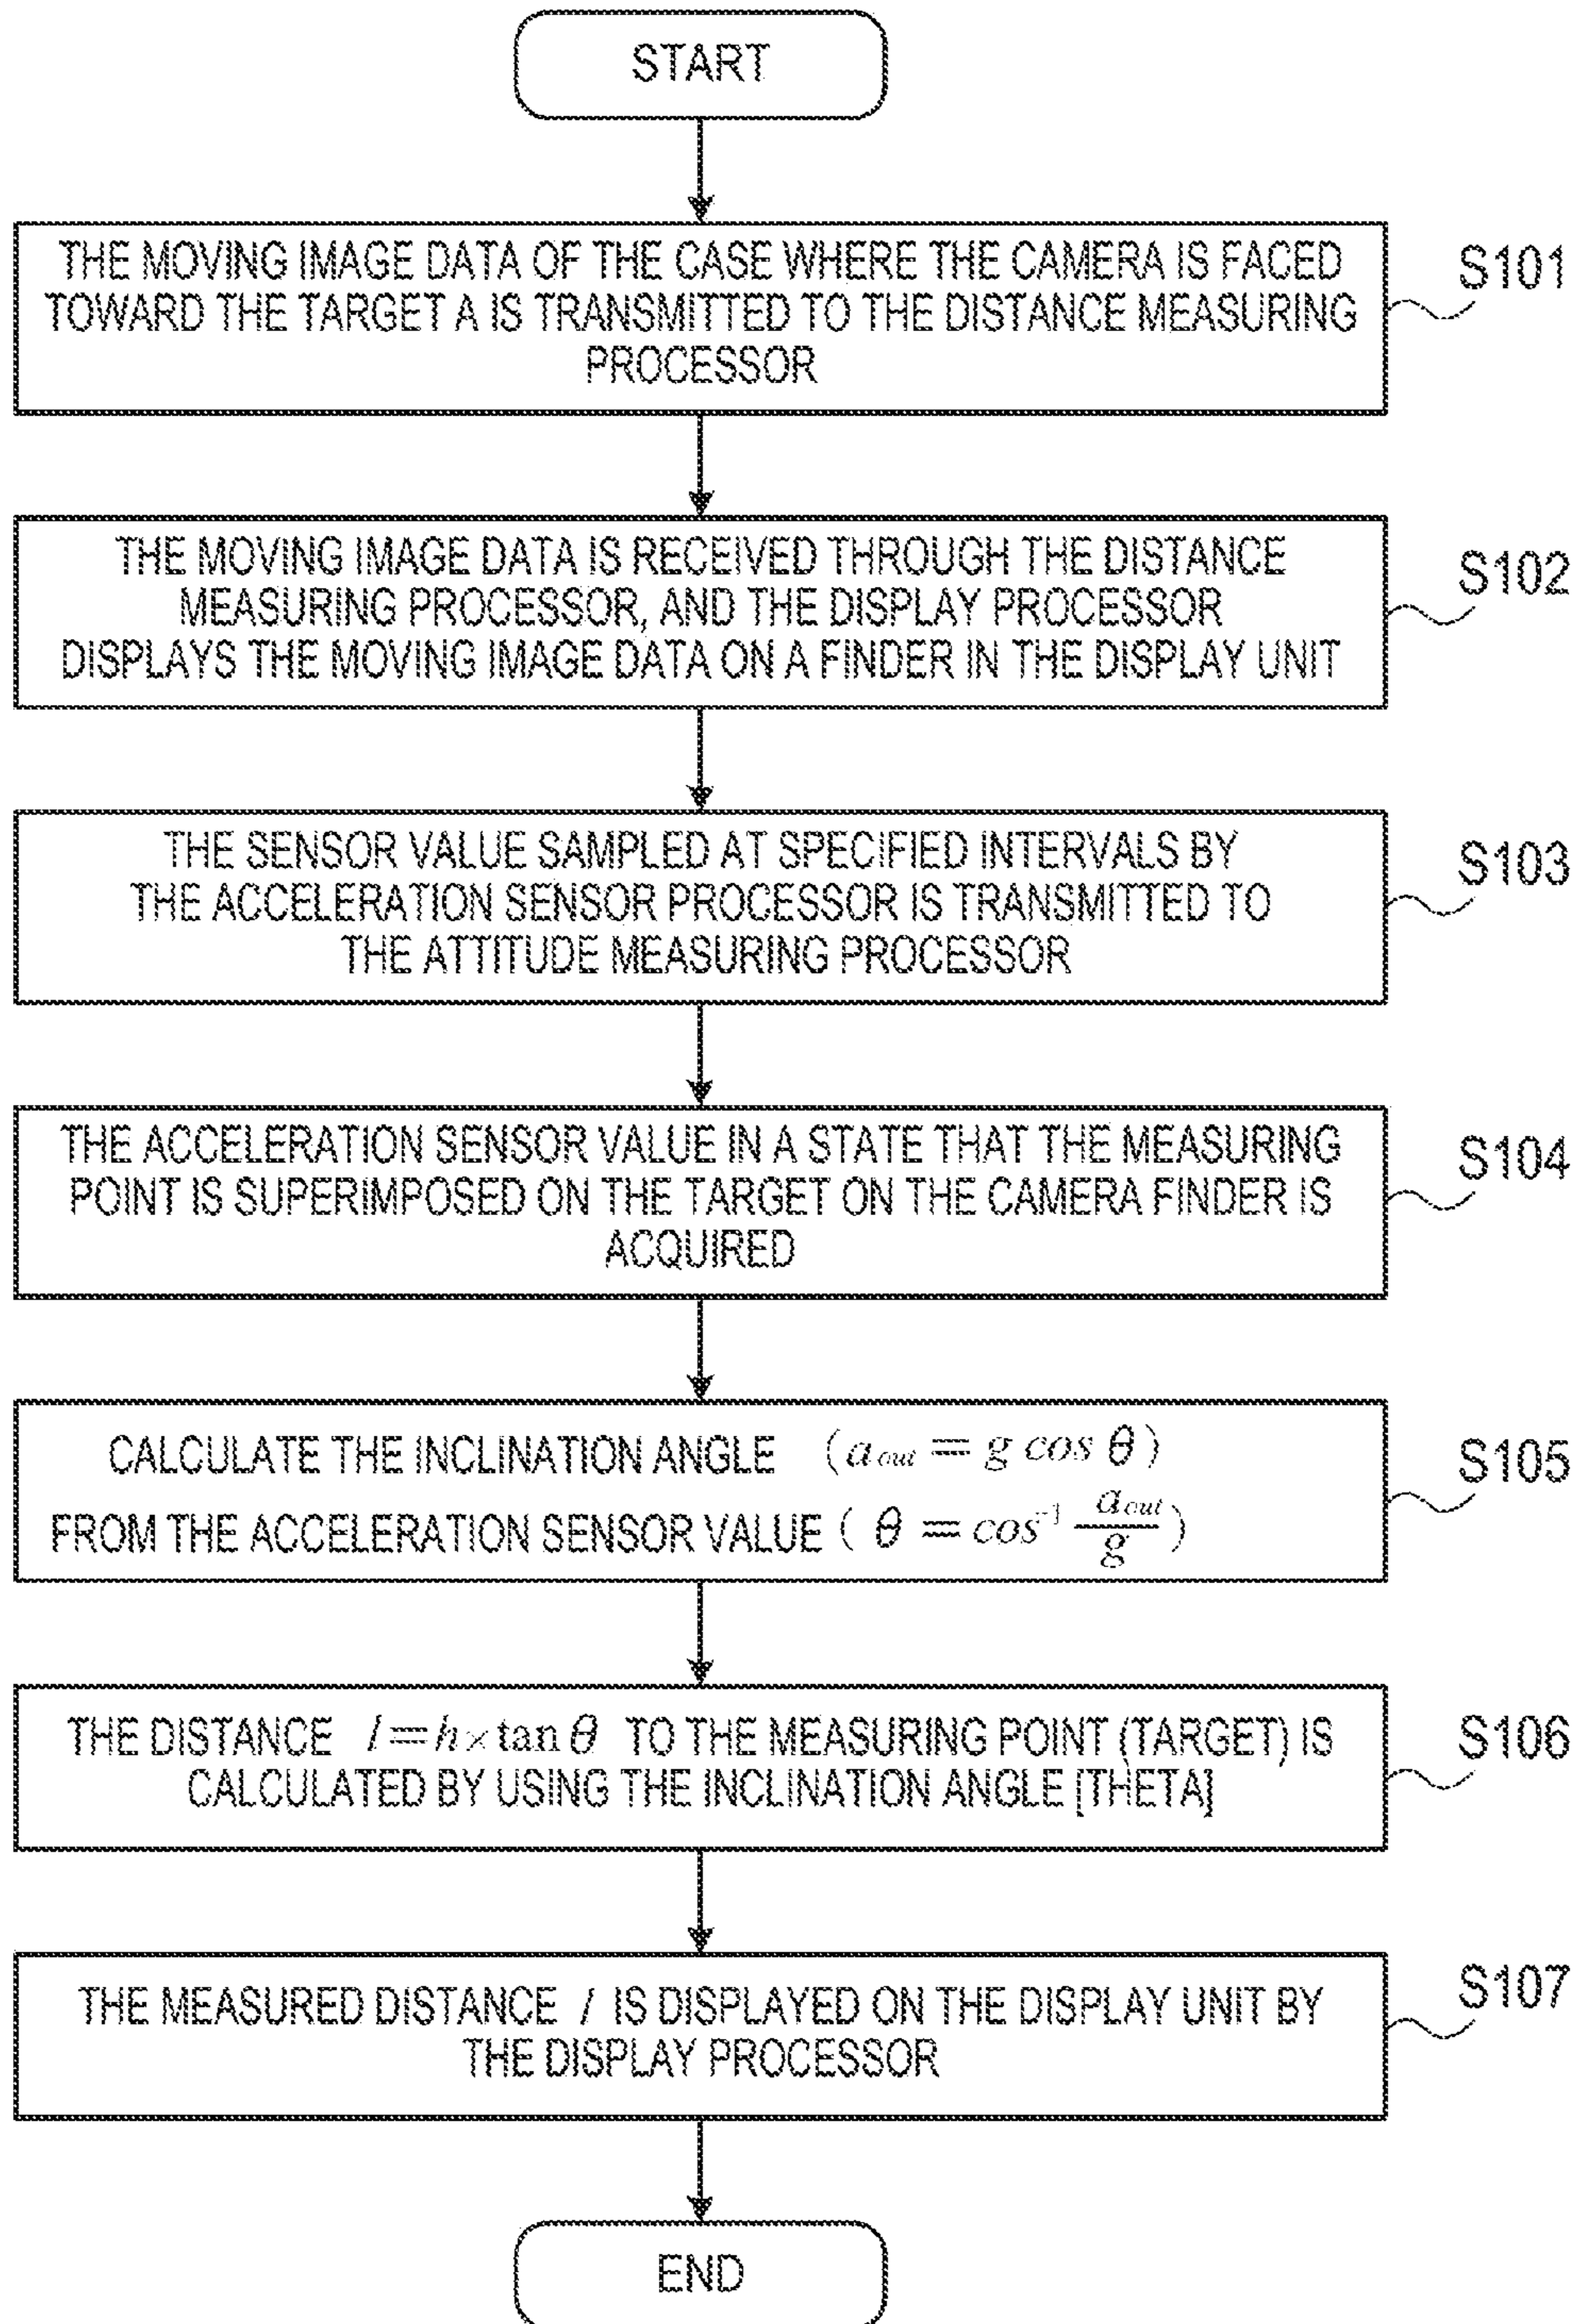 START
THE MOVING IMAGE DATA OF THE CASE WHERE THE CAMERA IS FACED
TOWARD THE TARGET A IS TRANSMITTED TO THE DISTANCE MEASURING
PROCESSOR
S101
THE MOVING IMAGE DATA IS RECEIVED THROUGH THE DISTANCE
MEASURING PROCESSOR, AND THE DISPLAY PROCESSOR
DISPLAYS THE MOVING IMAGE DATA ON A FINDER IN THE DISPLAY UNIT
S102
THE SENSOR VALUE SAMPLED AT SPECIFIED INTERVALS BY
THE ACCELERATION SENSOR PROCESSOR IS TRANSMITTED TO
THE ATTITUDE MEASURING PROCESSOR
S103
THE ACCELERATION SENSOR VALUE IN A STATE THAT THE MEASURING
POINT IS SUPERIMPOSED ON THE TARGET ON THE CAMERA FINDER IS
ACQUIRED
S104
CALCULATE THE INCLINATION ANGLE (a_out = g cos θ)
FROM THE ACCELERATION SENSOR VALUE (θ = cos⁻¹ a_out/g)
S105
THE DISTANCE l = h × tan θ TO THE MEASURING POINT (TARGET) IS
CALCULATED BY USING THE INCLINATION ANGLE [THETA]
S106
THE MEASURED DISTANCE l IS DISPLAYED ON THE DISPLAY UNIT BY
THE DISPLAY PROCESSOR
S107
END